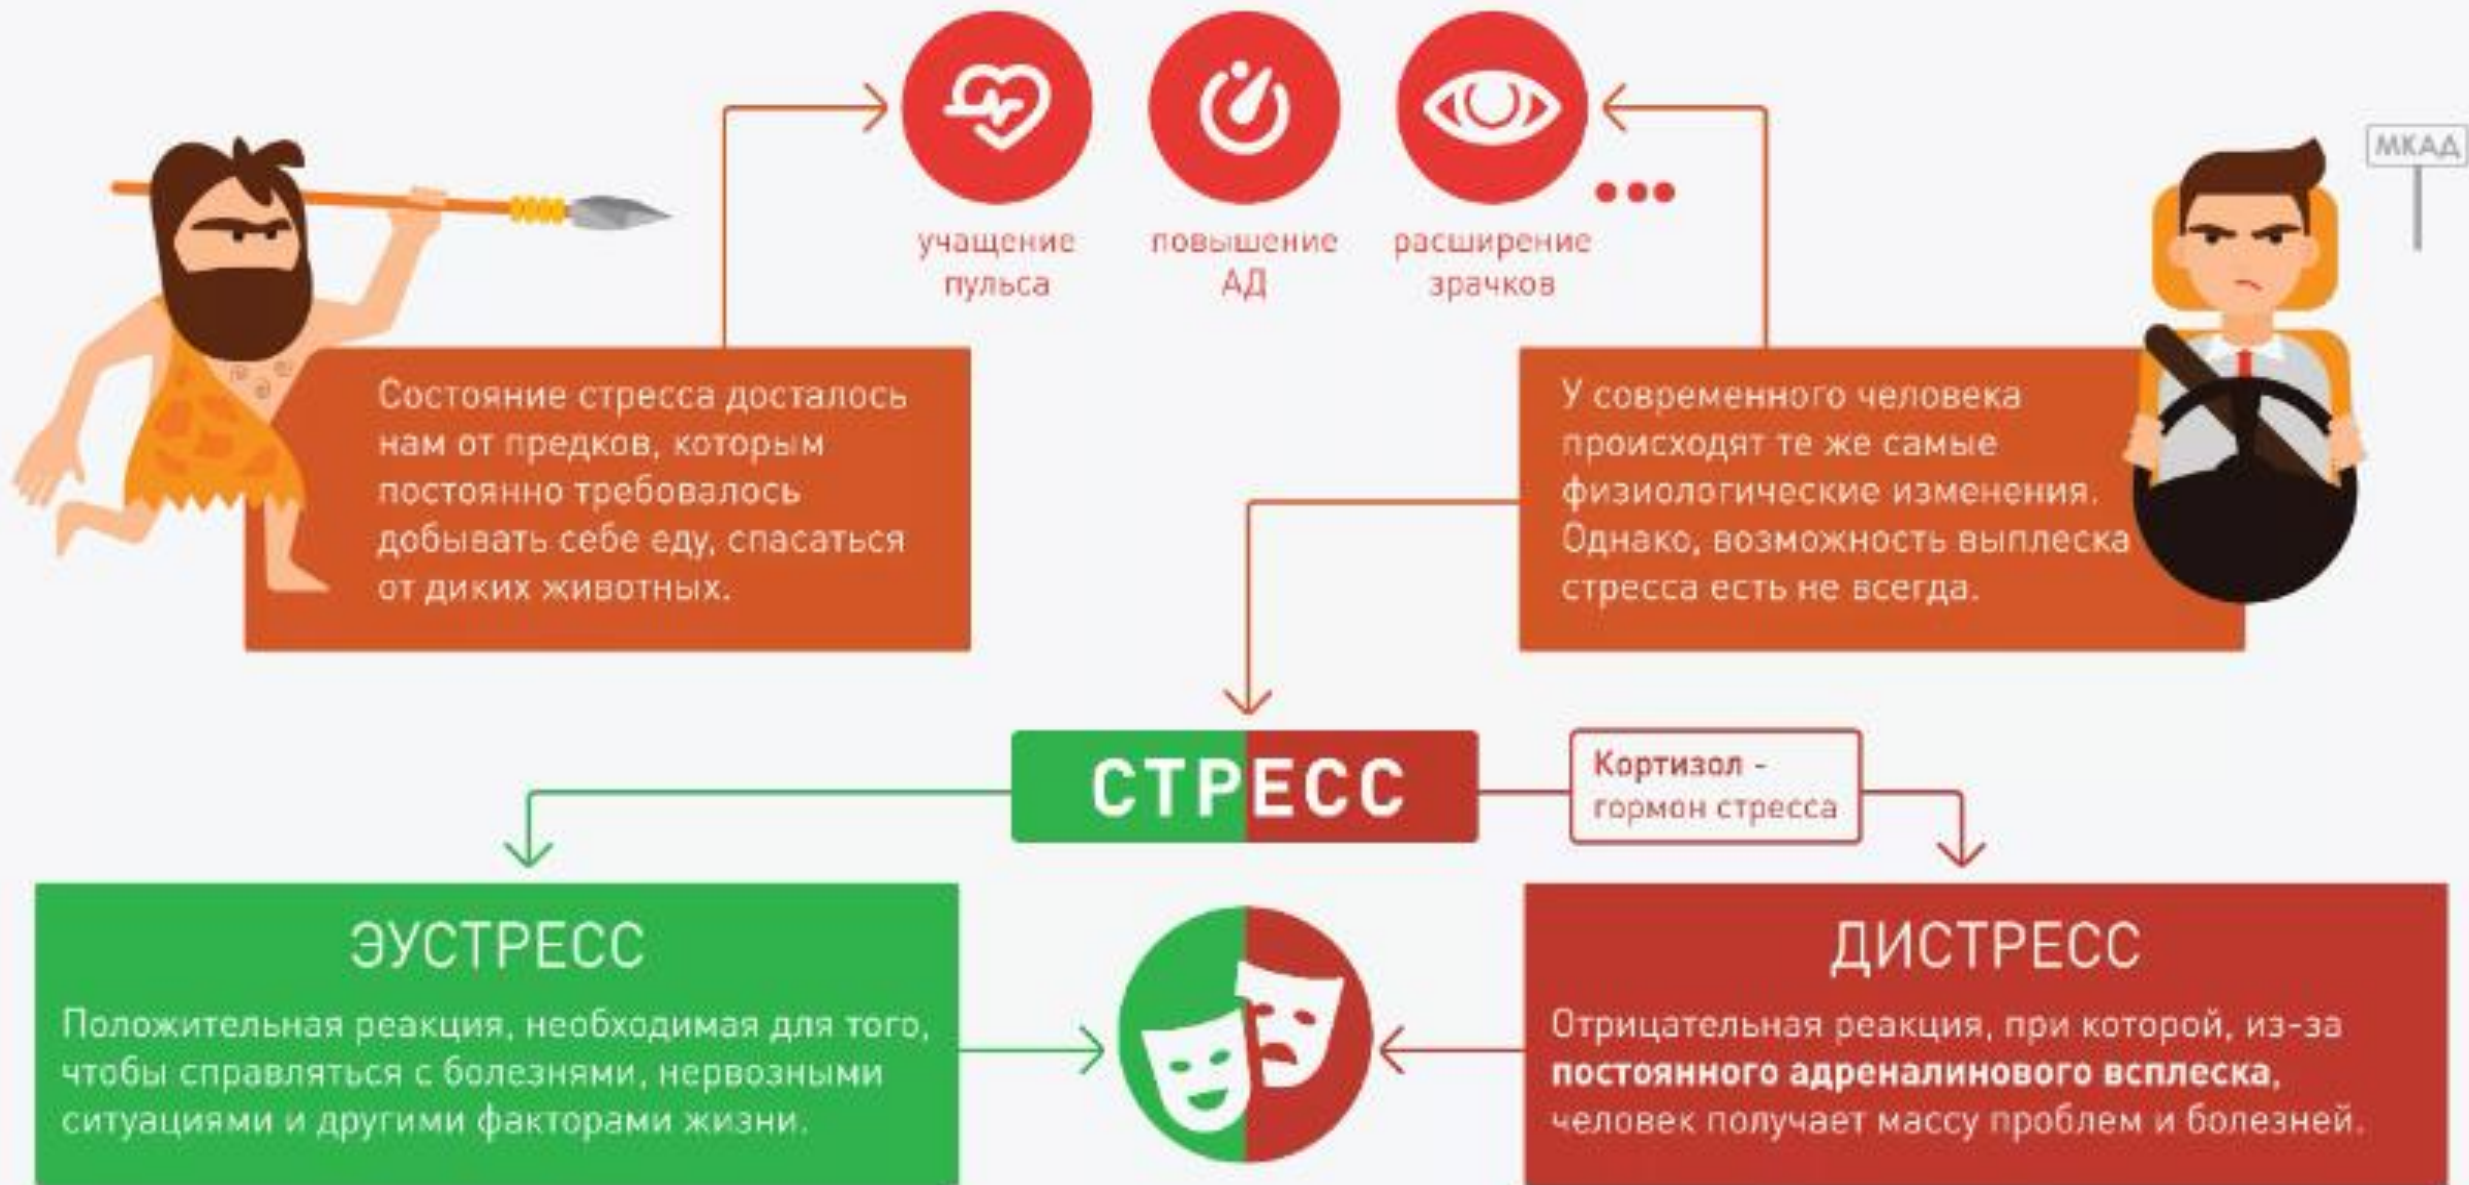 учащение
пульса
повышение
АД
расширение
зрачков
МКАД
Состояние стресса досталось
нам от предков, которым
постоянно требовалось
добывать себе еду, спасаться
от диких животных.
У современного человека
происходят те же самые
физиологические изменения.
Однако, возможность выплеска
стресса есть не всегда.
СТРЕСС
Кортизол -
гормон стресса
ЭУСТРЕСС
Положительная реакция, необходимая для того,
чтобы справляться с болезнями, нервозными
ситуациями и другими факторами жизни.
ДИСТРЕСС
Отрицательная реакция, при которой, из-за
постоянного адреналинового всплеска,
человек получает массу проблем и болезней.